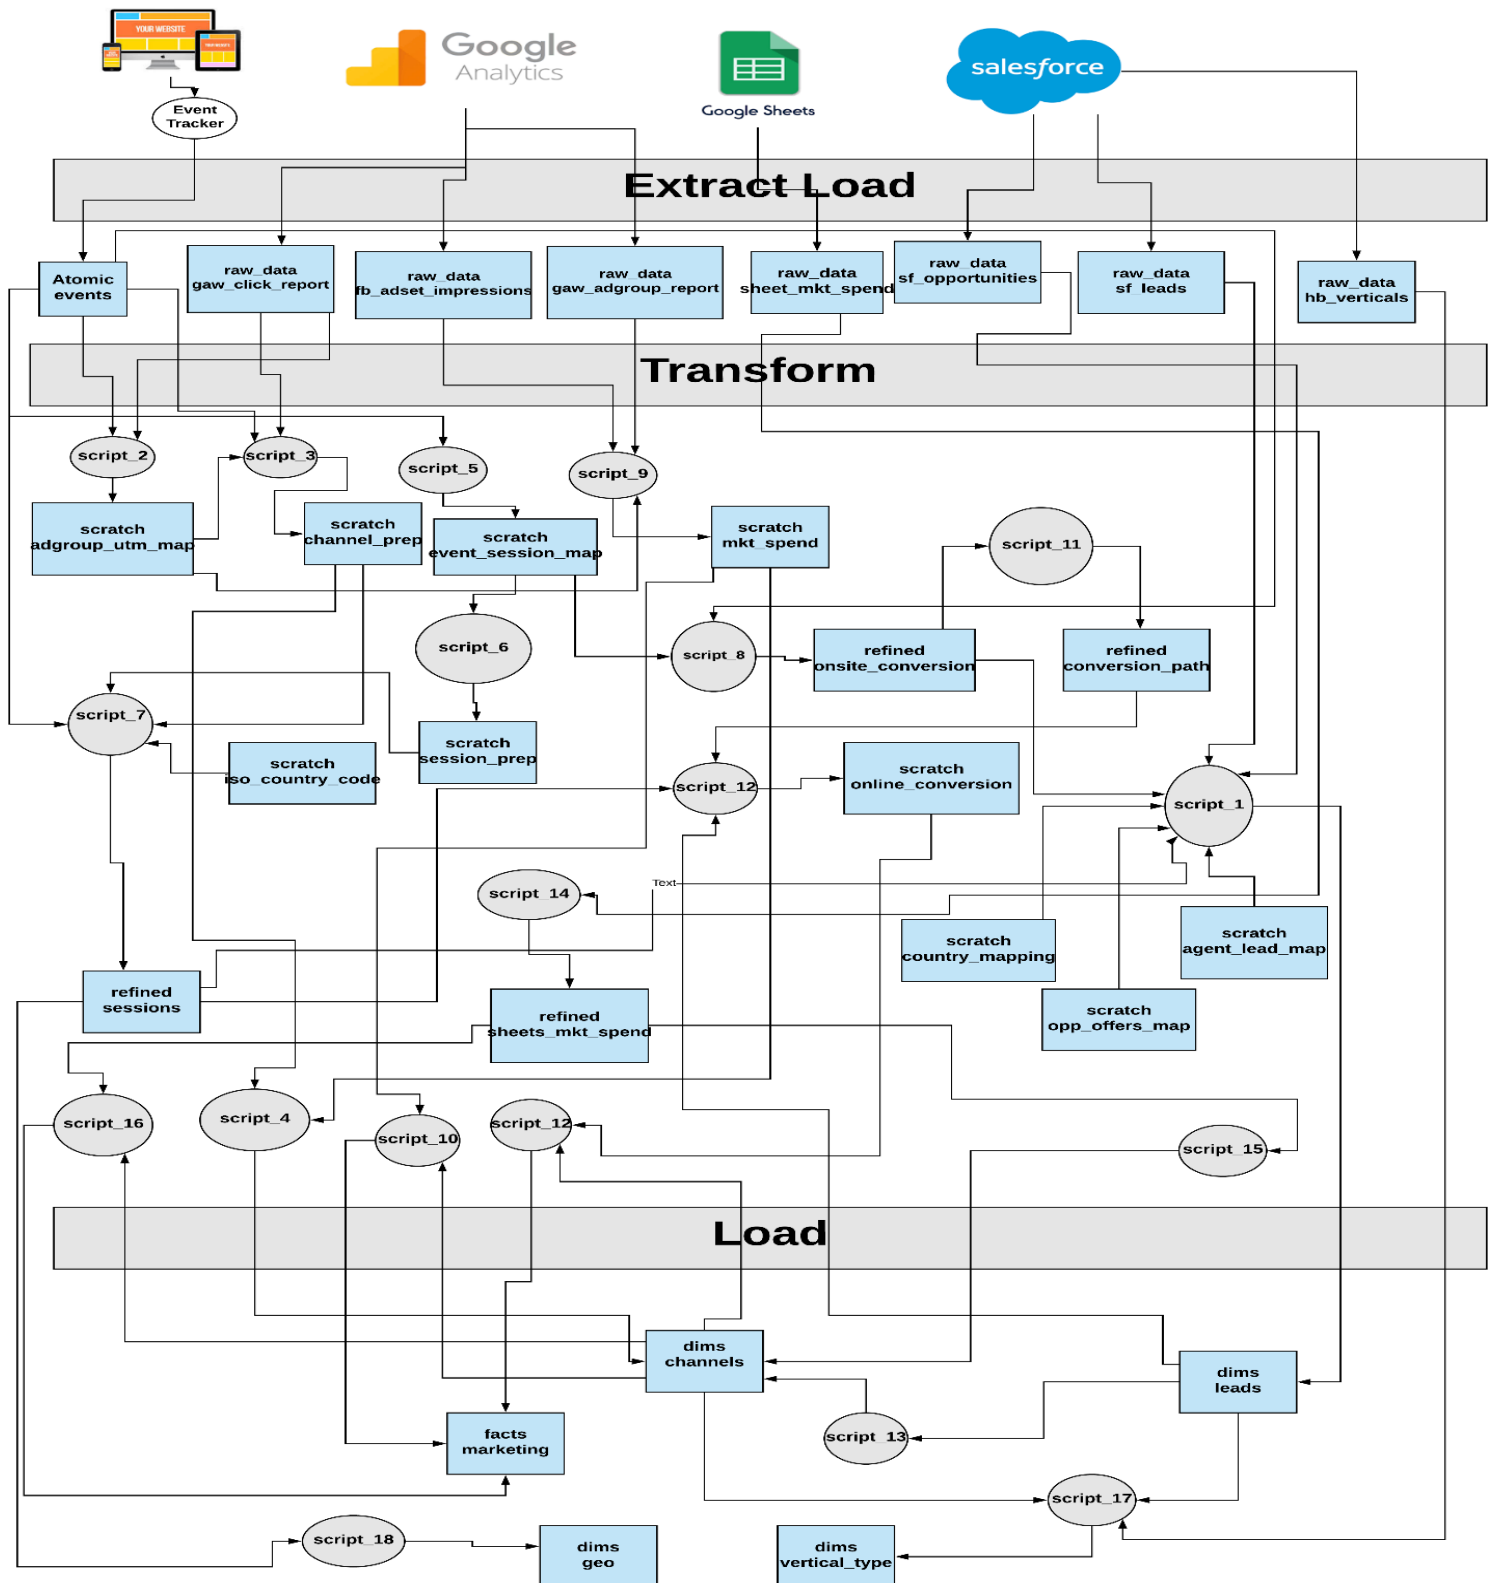 YOUR WEBSITE
YOUR WEBSITE
Google
Analytics
Google Sheets
salesforce
Event
Tracker
Extract Load
Atomic
events
raw_data
gaw_click_report
raw_data
fb_adset_impressions
raw_data
gaw_adgroup_report
raw_data
sheet_mkt_spend
raw_data
sf_opportunities
raw_data
sf_leads
raw_data
hb_verticals
Transform
script_2
script_3
script_5
script_9
scratch
adgroup_utm_map
scratch
channel_prep
scratch
event_session_map
scratch
mkt_spend
script_11
script_6
script_8
refined
onsite_conversion
refined
conversion_path
script_7
scratch
iso_country_code
scratch
session_prep
script_12
scratch
online_conversion
script_1
Text
script_14
scratch
country_mapping
scratch
agent_lead_map
refined
sessions
refined
sheets_mkt_spend
scratch
opp_offers_map
script_16
script_4
script_10
script_12
script_15
Load
dims
channels
dims
leads
facts
marketing
script_13
script_17
script_18
dims
geo
dims
vertical_type